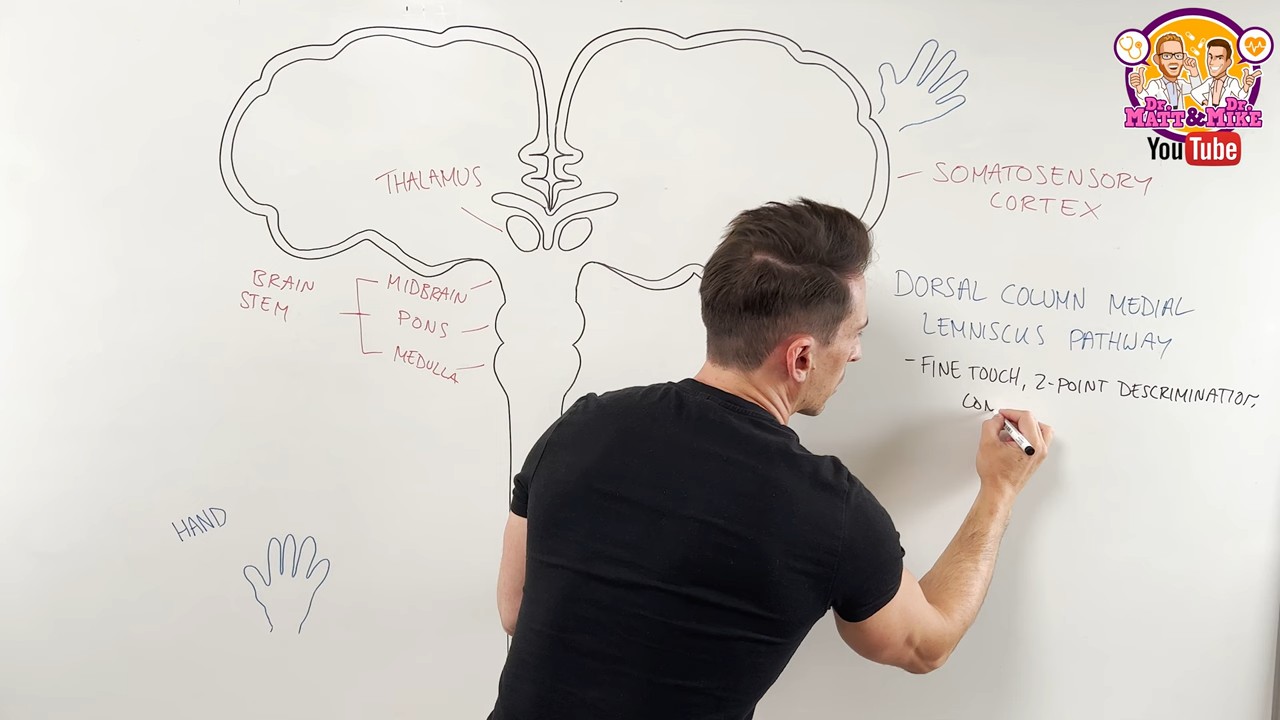 Dr. Dr.
MATT & MIKE
YouTube
THALAMUS
SOMATOSENSORY
CORTEX
BRAIN
STEM
MIDBRAIN
PONS
MEDULLA
DORSAL COLUMN MEDIAL
LEMNISCUS PATHWAY
- FINE TOUCH, 2-POINT DESCRIMINATION,
CON
HAND